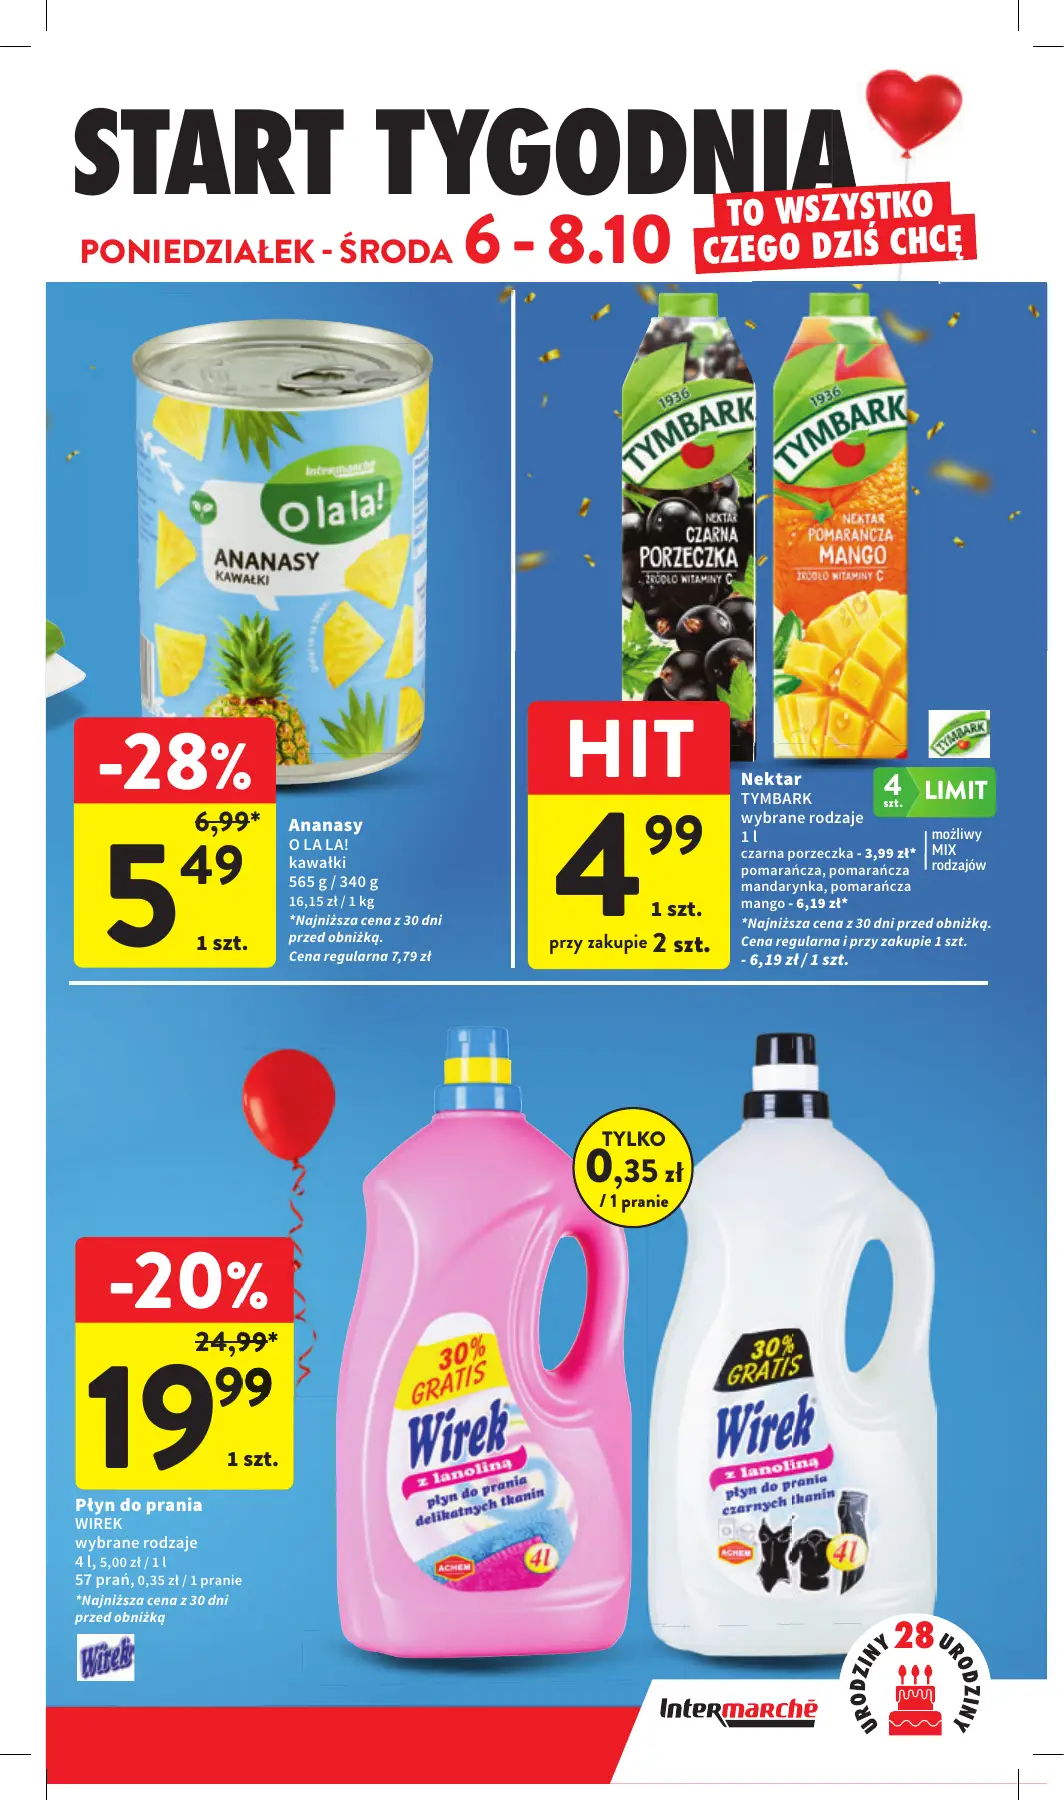 START TYGODNIA
PONIEDZIAŁEK - ŚRODA 6 - 8.10
TO WSZYSTKO
CZEGO DZIŚ CHCĘ
Intermarché
O la la!
ANANASY
KAWAŁKI
-28%
6,99*
5 49
1 szt.
Ananasy
O LA LA!
kawałki
565 g / 340 g
16,15 zł / 1 kg
*Najniższa cena z 30 dni
przed obniżką.
Cena regularna 7,79 zł
1936
TYMBARK
NEKTAR
CZARNA
PORZECZKA
ŹRÓDŁO WITAMINY C
1936
TYMBARK
NEKTAR
POMARAŃCZA
MANGO
ŹRÓDŁO WITAMINY C
HIT
4 99
1 szt.
przy zakupie 2 szt.
TYMBARK
Nektar
TYMBARK
wybrane rodzaje
1 l
czarna porzeczka - 3,99 zł*
pomarańcza, pomarańcza
mandarynka, pomarańcza
mango - 6,19 zł*
*Najniższa cena z 30 dni przed obniżką.
Cena regularna i przy zakupie 1 szt.
- 6,19 zł / 1 szt.
4
szt.
LIMIT
możliwy
MIX
rodzajów
TYLKO
0,35 zł
/ 1 pranie
30%
GRATIS
Wirek
z lanoliną
płyn do prania
delikatnych tkanin
ACHEM
4l
30%
GRATIS
Wirek
z lanoliną
płyn do prania
czarnych tkanin
ACHEM
4l
-20%
24,99*
19 99
1 szt.
Płyn do prania
WIREK
wybrane rodzaje
4 l, 5,00 zł / 1 l
57 prań, 0,35 zł / 1 pranie
*Najniższa cena z 30 dni
przed obniżką
Wirek
Intermarché
URODZINY 28 URODZINY